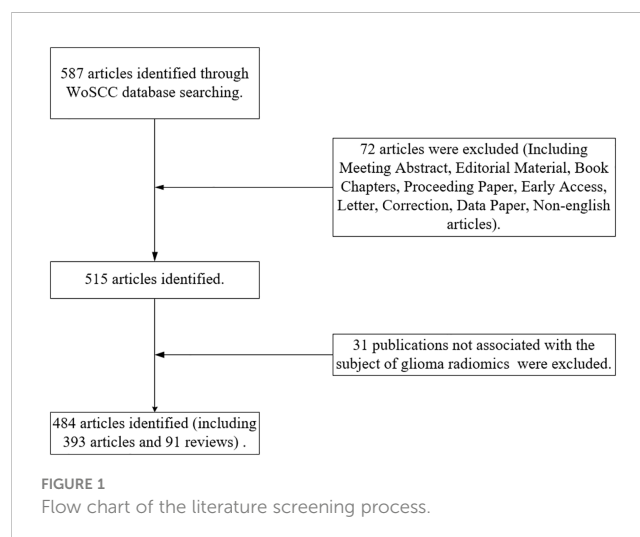 587 articles identified through
WoSCC database searching.
72 articles were excluded (Including
Meeting Abstract, Editorial Material, Book
Chapters, Proceeding Paper, Early Access,
Letter, Correction, Data Paper, Non-english
articles).
515 articles identified.
31 publications not associated with the
subject of glioma radiomics were excluded.
484 articles identified (including
393 articles and 91 reviews) .
FIGURE 1
Flow chart of the literature screening process.